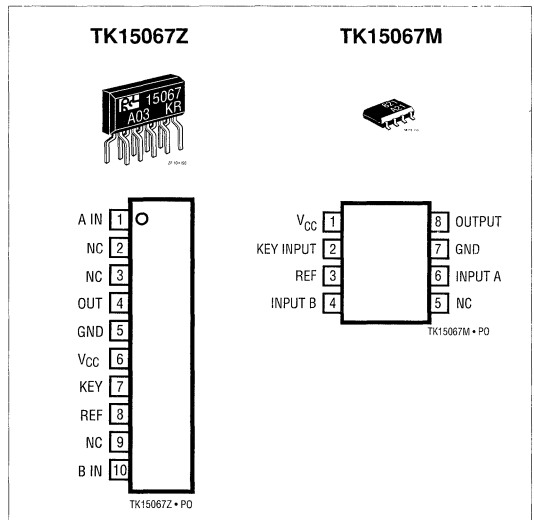 TK15067Z
TK15067M
15067
A03 KR
A IN 1
NC 2
NC 3
OUT 4
GND 5
VCC 6
KEY 7
REF 8
NC 9
B IN 10
TK15067Z • PO
VCC 1
KEY INPUT 2
REF 3
INPUT B 4
8 OUTPUT
7 GND
6 INPUT A
5 NC
TK15067M • PO